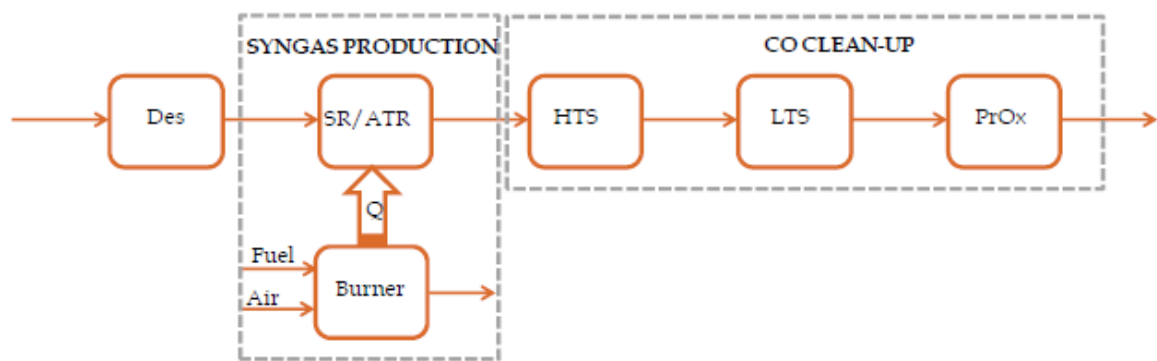 SYNGAS PRODUCTION
CO CLEAN-UP
Des
SR/ATR
HTS
LTS
PrOx
Q
Fuel
Air
Burner